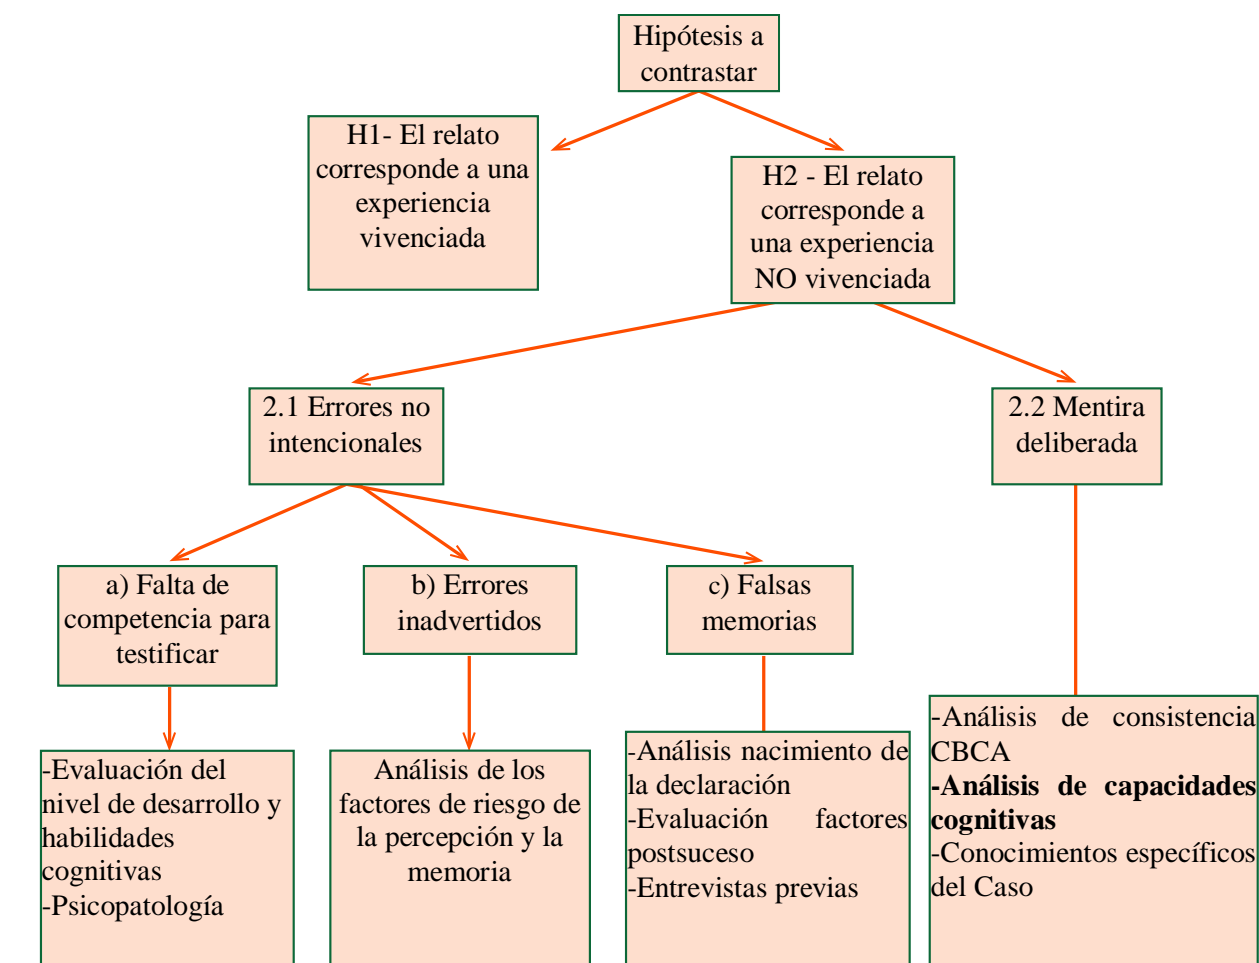 Hipótesis a
contrastar
H1- El relato
corresponde a una
experiencia
vivenciada
H2 - El relato
corresponde a
una experiencia
NO vivenciada
2.1 Errores no
intencionales
2.2 Mentira
deliberada
a) Falta de
competencia para
testificar
b) Errores
inadvertidos
c) Falsas
memorias
-Evaluación del
nivel de desarrollo y
habilidades
cognitivas
-Psicopatología
Análisis de los
factores de riesgo de
la percepción y la
memoria
-Análisis nacimiento de
la declaración
-Evaluación factores
postsuceso
-Entrevistas previas
-Análisis de consistencia
CBCA
-Análisis de capacidades
cognitivas
-Conocimientos específicos
del Caso